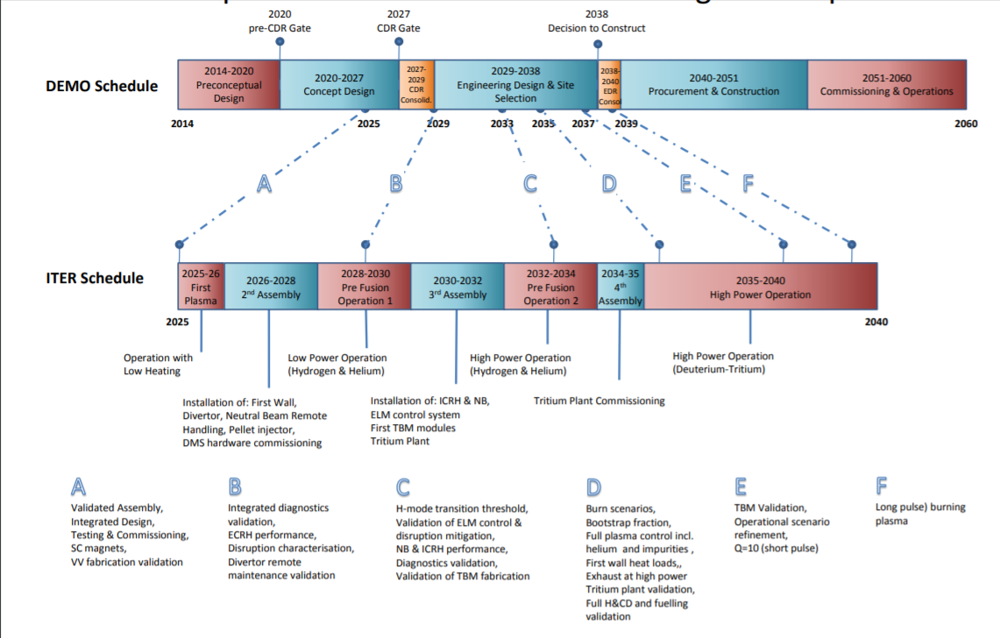 2020
pre-CDR Gate
2027
CDR Gate
2038
Decision to Construct
DEMO Schedule
2014-2020
Preconceptual
Design
2020-2027
Concept Design
2027-
2029
CDR
Consolid.
2029-2038
Engineering Design & Site
Selection
2038-
2040
EDR
Consol
2040-2051
Procurement & Construction
2051-2060
Commissioning & Operations
2014
2025
2029
2033
2035
2037
2039
2060
A
B
C
D
E
F
ITER Schedule
2025-26
First
Plasma
2026-2028
2nd Assembly
2028-2030
Pre Fusion
Operation 1
2030-2032
3rd Assembly
2032-2034
Pre Fusion
Operation 2
2034-35
4th
Assembly
2035-2040
High Power Operation
2025
2040
Operation with
Low Heating
Low Power Operation
(Hydrogen & Helium)
High Power Operation
(Hydrogen & Helium)
High Power Operation
(Deuterium-Tritium)
Installation of: First Wall,
Divertor, Neutral Beam Remote
Handling, Pellet injector,
DMS hardware commissioning
Installation of: ICRH & NB,
ELM control system
First TBM modules
Tritium Plant
Tritium Plant Commissioning
A
Validated Assembly,
Integrated Design,
Testing & Commissioning,
SC magnets,
VV fabrication validation
B
Integrated diagnostics
validation,
ECRH performance,
Disruption characterisation,
Divertor remote
maintenance validation
C
H-mode transition threshold,
Validation of ELM control &
disruption mitigation,
NB & ICRH performance,
Diagnostics validation,
Validation of TBM fabrication
D
Burn scenarios,
Bootstrap fraction,
Full plasma control incl.
helium and impurities ,
First wall heat loads,,
Exhaust at high power
Tritium plant validation,
Full H&CD and fuelling
validation
E
TBM Validation,
Operational scenario
refinement,
Q=10 (short pulse)
F
Long pulse) burning
plasma